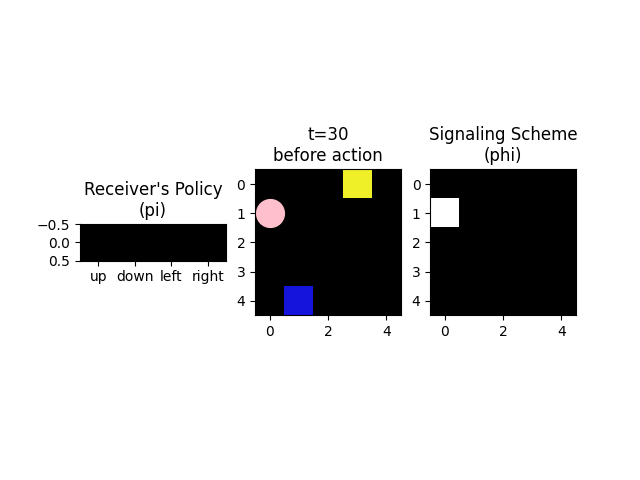 Receiver's Policy
(pi)
−0.5
0.0
0.5
up down left right
t=30
before action
0
1
2
3
4
0 2 4
Signaling Scheme
(phi)
0
1
2
3
4
0 2 4